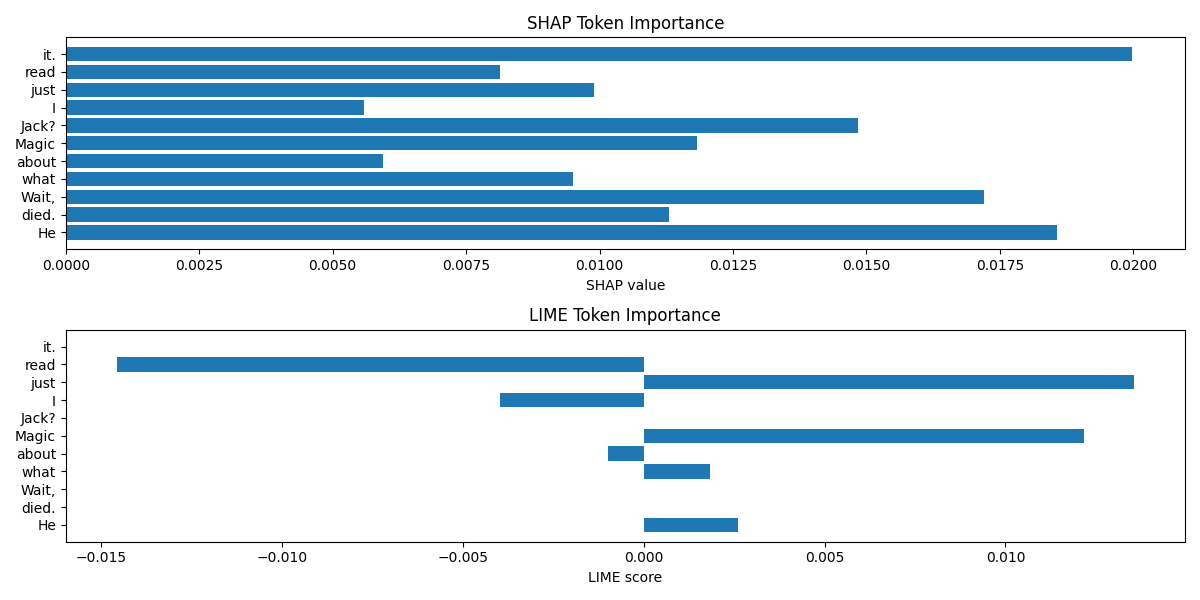 SHAP Token Importance
it.
read
just
I
Jack?
Magic
about
what
Wait,
died.
He
0.0000 0.0025 0.0050 0.0075 0.0100 0.0125 0.0150 0.0175 0.0200
SHAP value
LIME Token Importance
it.
read
just
I
Jack?
Magic
about
what
Wait,
died.
He
−0.015 −0.010 −0.005 0.000 0.005 0.010
LIME score